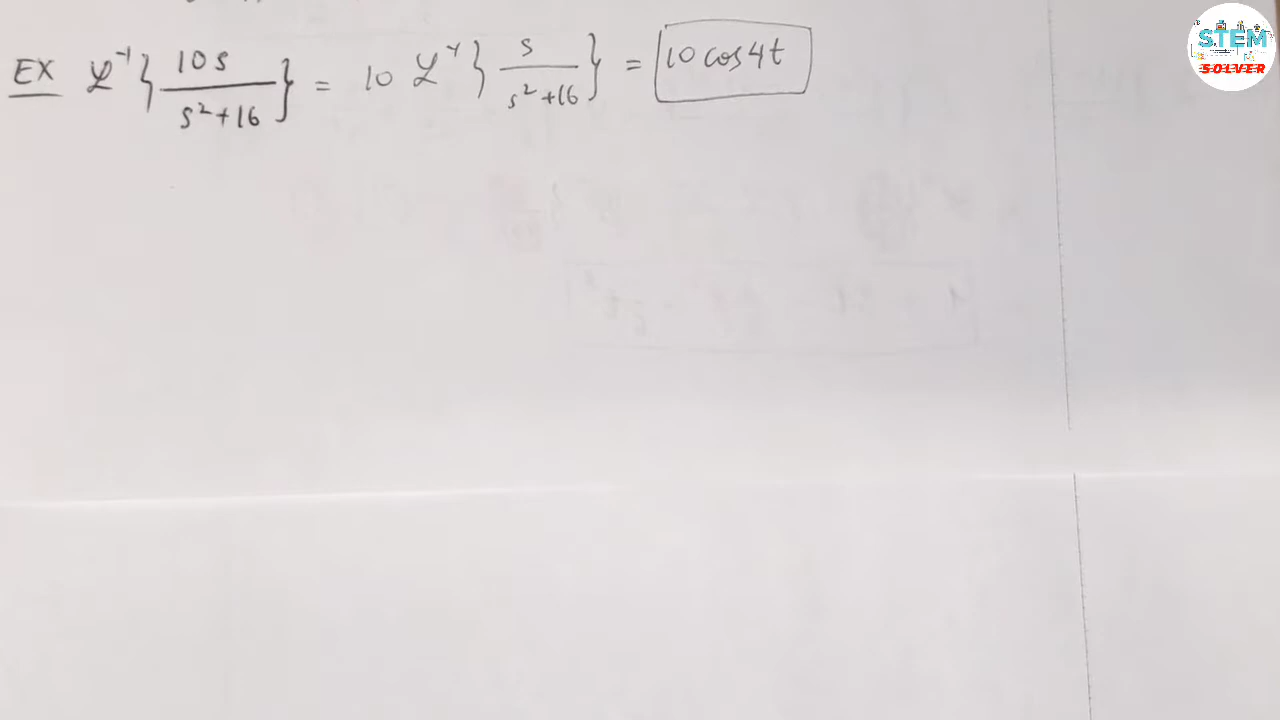 EX ℒ⁻¹{10s/(s²+16)} = 10 ℒ⁻¹{s/(s²+16)} = 10 cos 4t
STEM
SOLVER